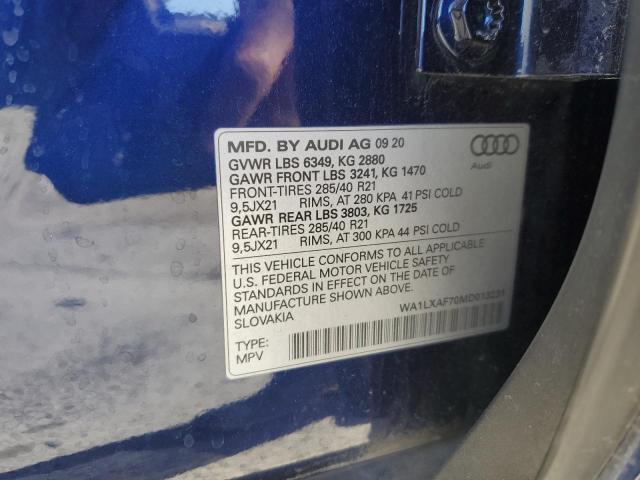 MFD. BY AUDI AG 09 20
GVWR LBS 6349, KG 2880
GAWR FRONT LBS 3241, KG 1470
FRONT-TIRES 285/40 R21
9,5JX21 RIMS, AT 280 KPA 41 PSI COLD
GAWR REAR LBS 3803, KG 1725
REAR-TIRES 285/40 R21
9,5JX21 RIMS, AT 300 KPA 44 PSI COLD
THIS VEHICLE CONFORMS TO ALL APPLICABLE
U.S. FEDERAL MOTOR VEHICLE SAFETY
STANDARDS IN EFFECT ON THE DATE OF
MANUFACTURE SHOWN ABOVE.
SLOVAKIA
WA1LXAF70MD013231
TYPE:
MPV
Audi